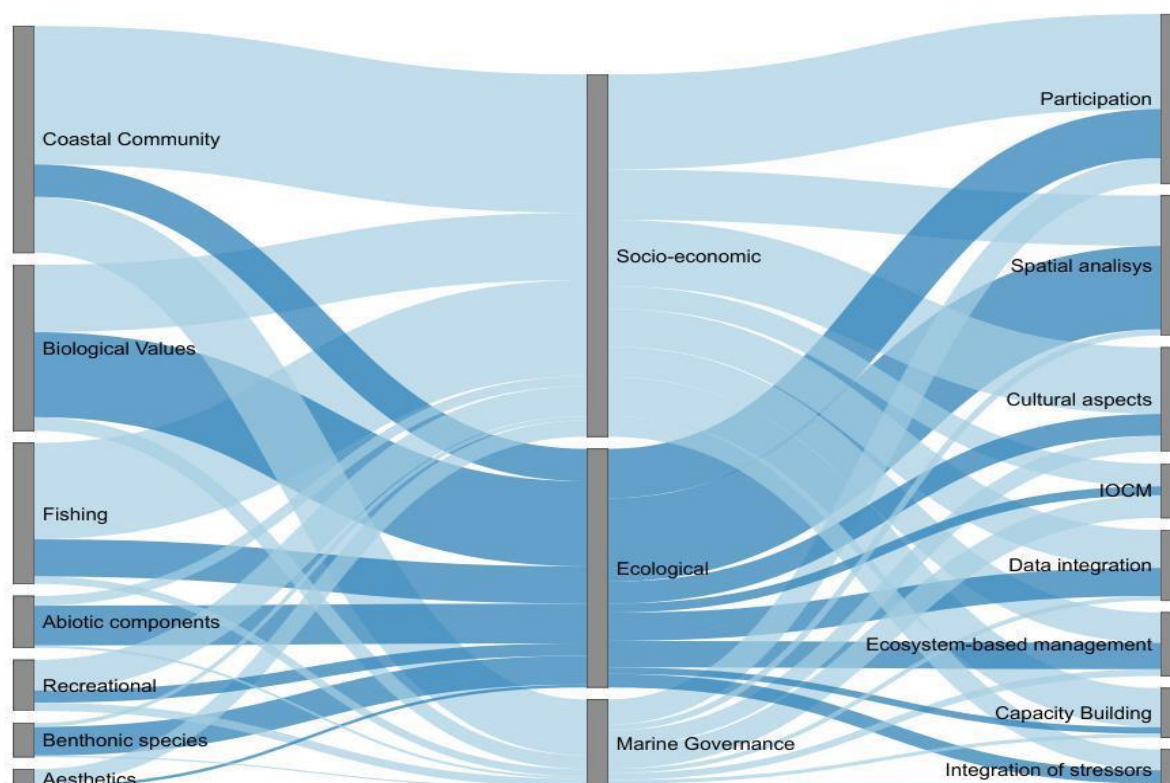 Coastal Community
Biological Values
Fishing
Abiotic components
Recreational
Benthonic species
Aesthetics
Socio-economic
Ecological
Marine Governance
Participation
Spatial analisys
Cultural aspects
IOCM
Data integration
Ecosystem-based management
Capacity Building
Integration of stressors